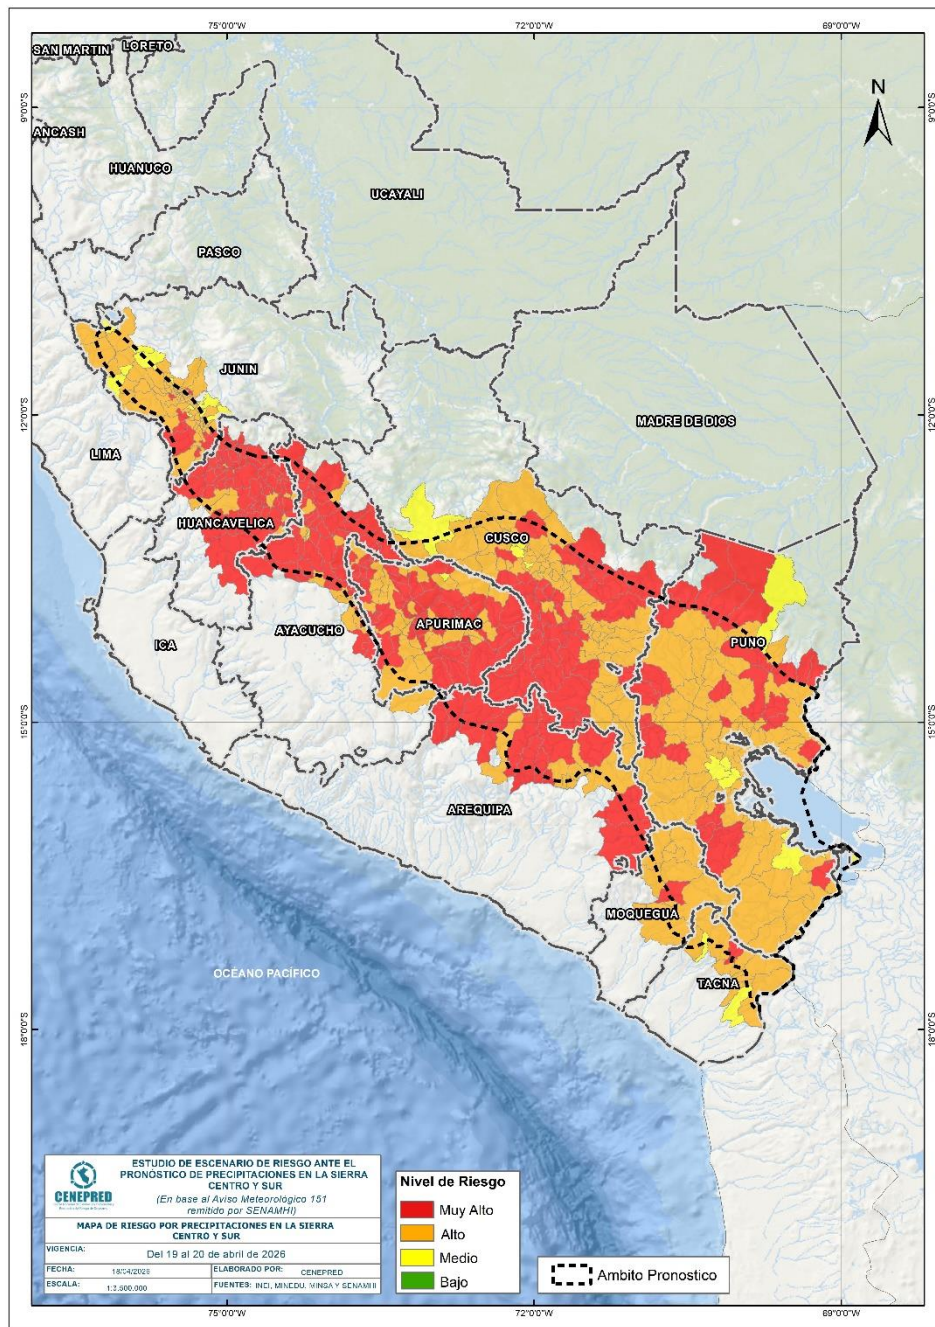 75°0'0"W 72°0'0"W 69°0'0"W
SAN MARTIN
LORETO
9°0'0"S 9°0'0"S
N
ANCASH
HUANUCO
UCAYALI
PASCO
JUNIN
12°0'0"S 12°0'0"S
MADRE DE DIOS
LIMA
HUANCAVELICA
CUSCO
AYACUCHO
APURIMAC
ICA
PUNO
15°0'0"S 15°0'0"S
AREQUIPA
MOQUEGUA
OCÉANO PACÍFICO
TACNA
18°0'0"S 18°0'0"S
CENEPRED
ESTUDIO DE ESCENARIO DE RIESGO ANTE EL
PRONÓSTICO DE PRECIPITACIONES EN LA SIERRA
CENTRO Y SUR
(En base al Aviso Meteorológico 151
remitido por SENAMHI)
MAPA DE RIESGO POR PRECIPITACIONES EN LA SIERRA
CENTRO Y SUR
VIGENCIA: Del 19 al 20 de abril de 2026
FECHA: 18/04/2026 ELABORADO POR: CENEPRED
ESCALA: 1:3,500,000 FUENTES: INEI, MINEDU, MINSA Y SENAMHI
Nivel de Riesgo
Muy Alto
Alto
Medio
Bajo
Ambito Pronostico
75°0'0"W 72°0'0"W 69°0'0"W